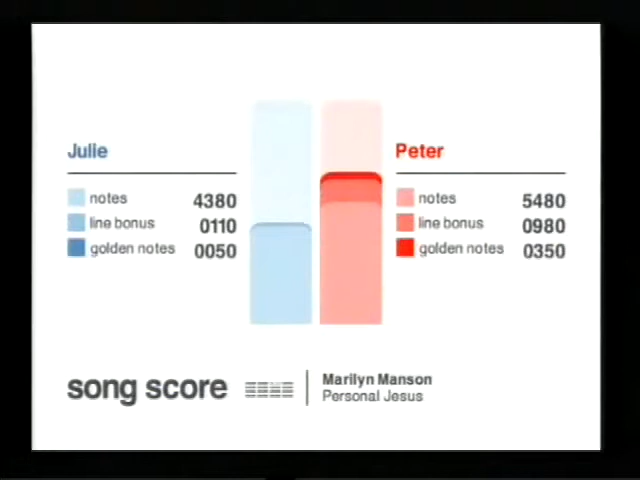 Julie
notes 4380
line bonus 0110
golden notes 0050
Peter
notes 5480
line bonus 0980
golden notes 0350
song score
Marilyn Manson
Personal Jesus